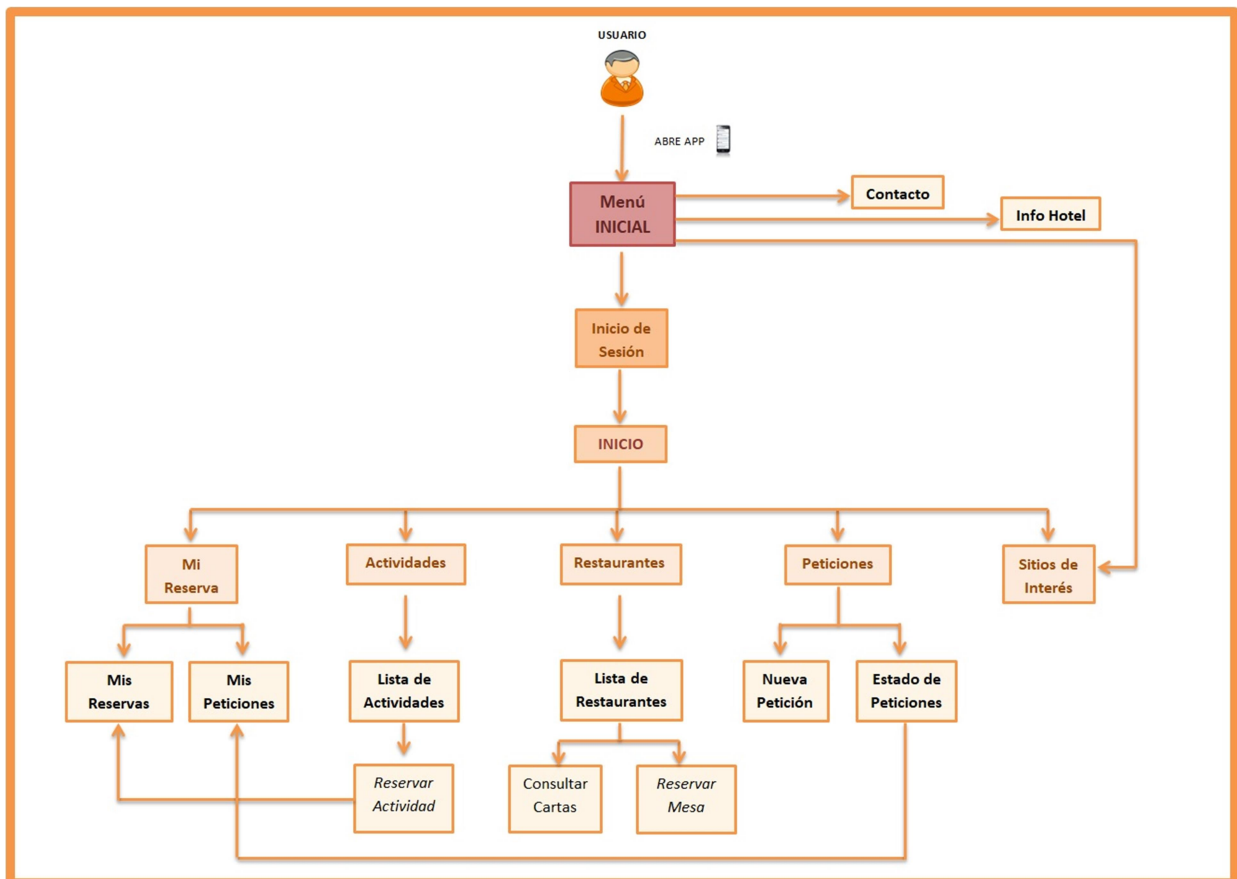 USUARIO
ABRE APP
Menú
INICIAL
Contacto
Info Hotel
Inicio de
Sesión
INICIO
Mi
Reserva
Actividades
Restaurantes
Peticiones
Sitios de
Interés
Mis
Reservas
Mis
Peticiones
Lista de
Actividades
Lista de
Restaurantes
Nueva
Petición
Estado de
Peticiones
Reservar
Actividad
Consultar
Cartas
Reservar
Mesa